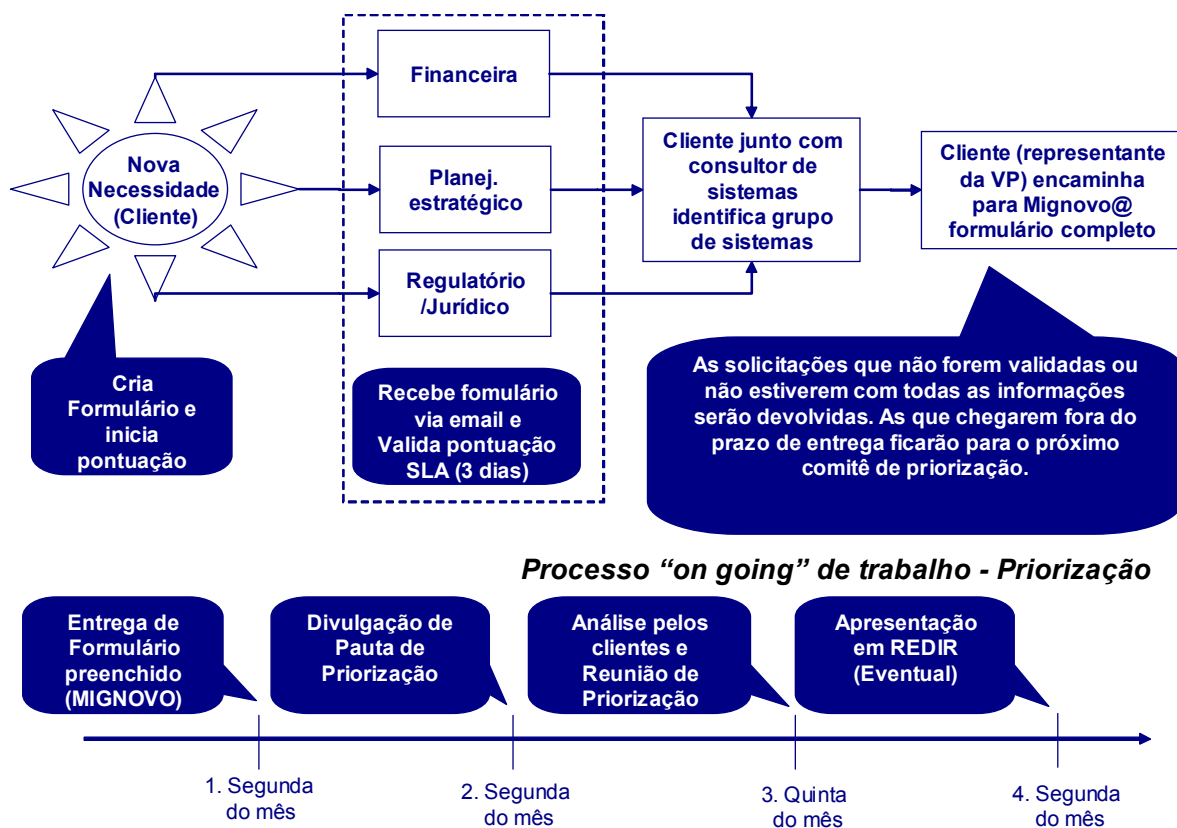 Financeira
Nova
Necessidade
(Cliente)
Planej.
estratégico
Regulatório
/Jurídico
Cliente junto com
consultor de
sistemas
identifica grupo
de sistemas
Cliente (representante
da VP) encaminha
para Mignovo@
formulário completo
Cria
Formulário e
inicia
pontuação
Recebe fomulário
via email e
Valida pontuação
SLA (3 dias)
As solicitações que não forem validadas ou
não estiverem com todas as informações
serão devolvidas. As que chegarem fora do
prazo de entrega ficarão para o próximo
comitê de priorização.
Processo “on going” de trabalho - Priorização
Entrega de
Formulário
preenchido
(MIGNOVO)
Divulgação de
Pauta de
Priorização
Análise pelos
clientes e
Reunião de
Priorização
Apresentação
em REDIR
(Eventual)
1. Segunda
do mês
2. Segunda
do mês
3. Quinta
do mês
4. Segunda
do mês